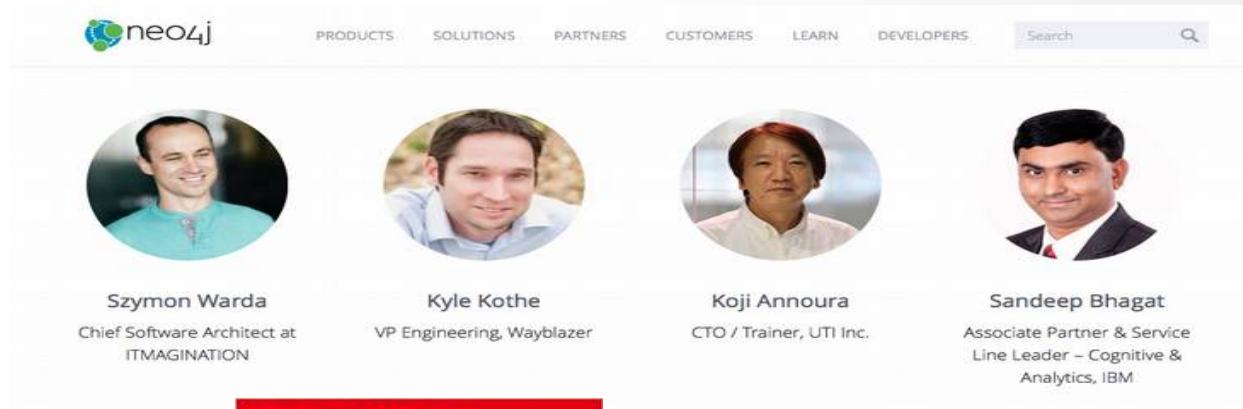 neo4j PRODUCTS SOLUTIONS PARTNERS CUSTOMERS LEARN DEVELOPERS Search
Szymon Warda
Chief Software Architect at
ITMAGINATION
Kyle Kothe
VP Engineering, Wayblazer
Koji Annoura
CTO / Trainer, UTI Inc.
Sandeep Bhagat
Associate Partner & Service
Line Leader – Cognitive &
Analytics, IBM